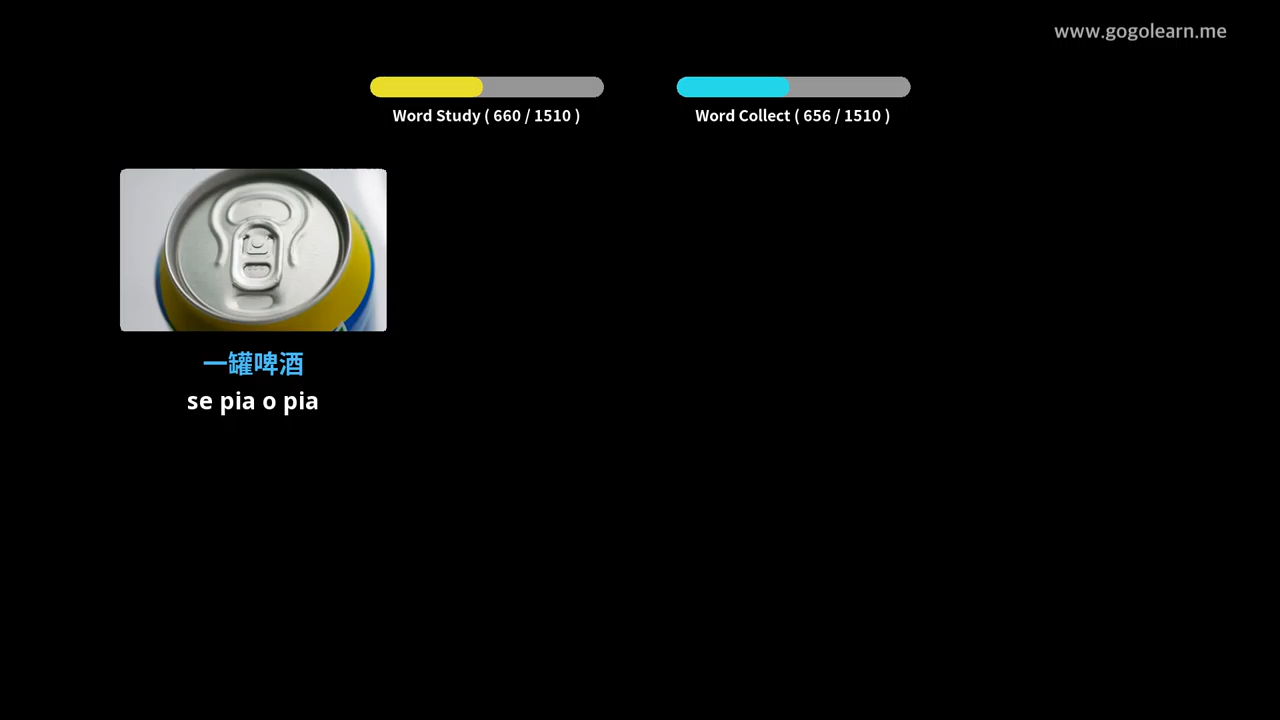 www.gogolearn.me
Word Study ( 660 / 1510 )
Word Collect ( 656 / 1510 )
一罐啤酒
se pia o pia